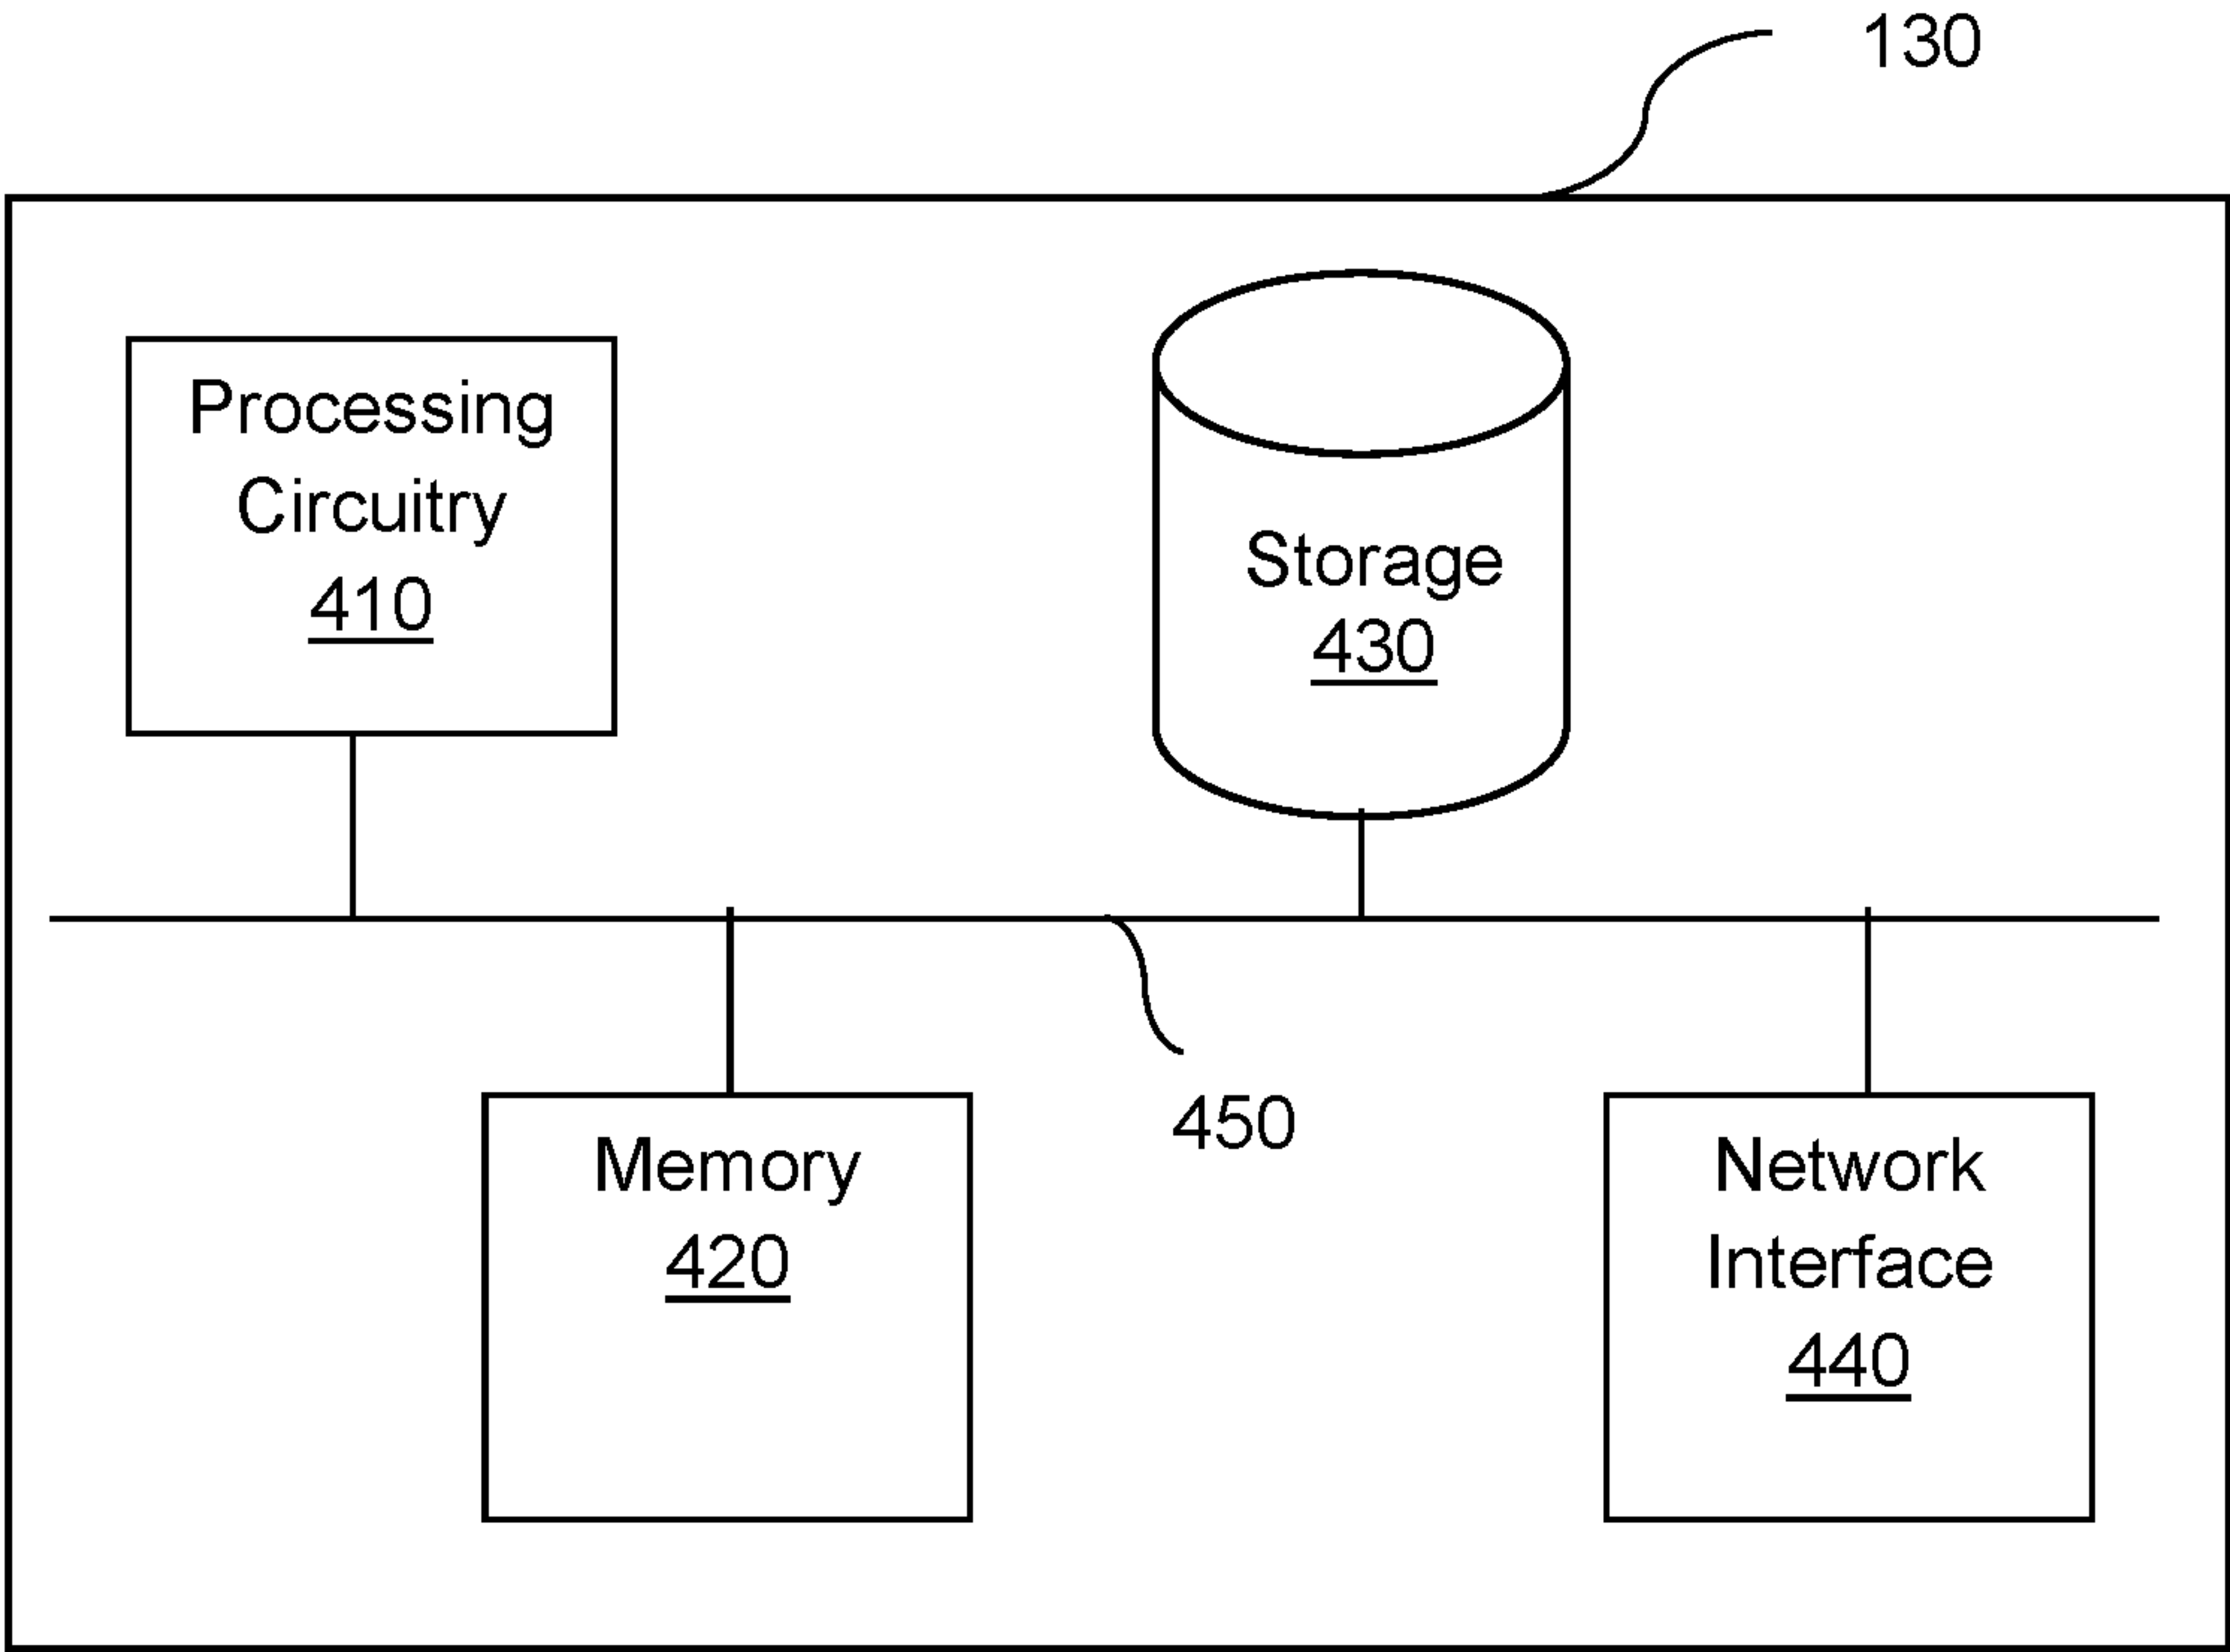 130
Processing
Circuitry
410
Storage
430
450
Memory
420
Network
Interface
440